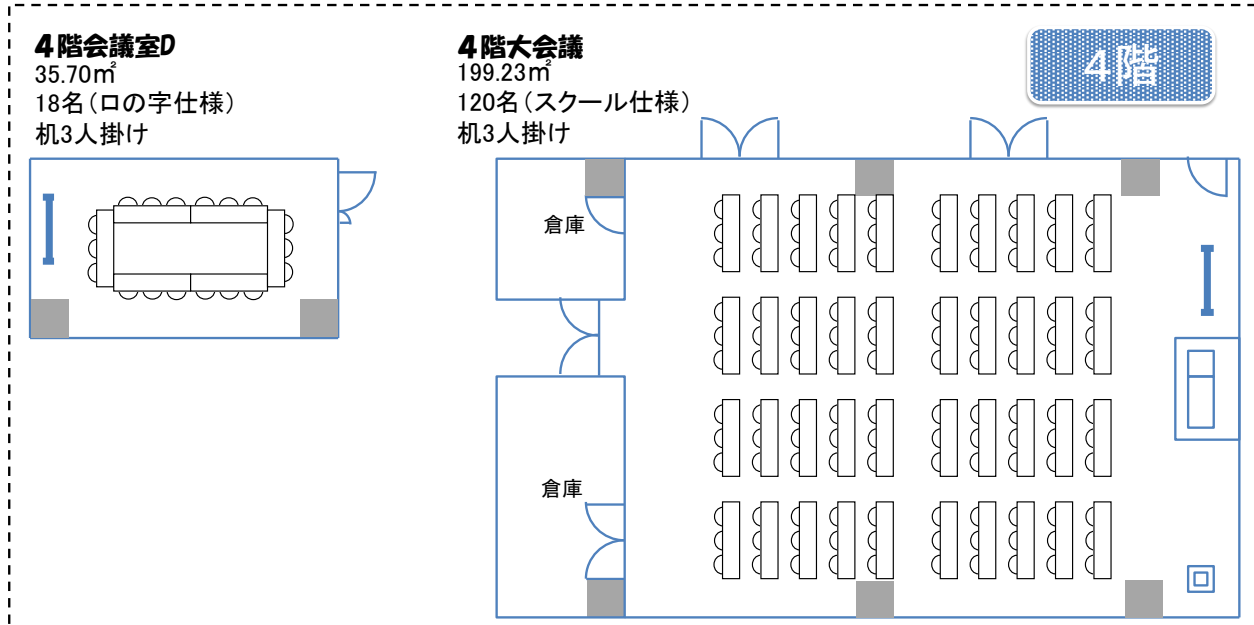 4階会議室D
35.70㎡
18名(ロの字仕様)
机3人掛け
4階大会議
199.23㎡
120名(スクール仕様)
机3人掛け
4階
倉庫
倉庫